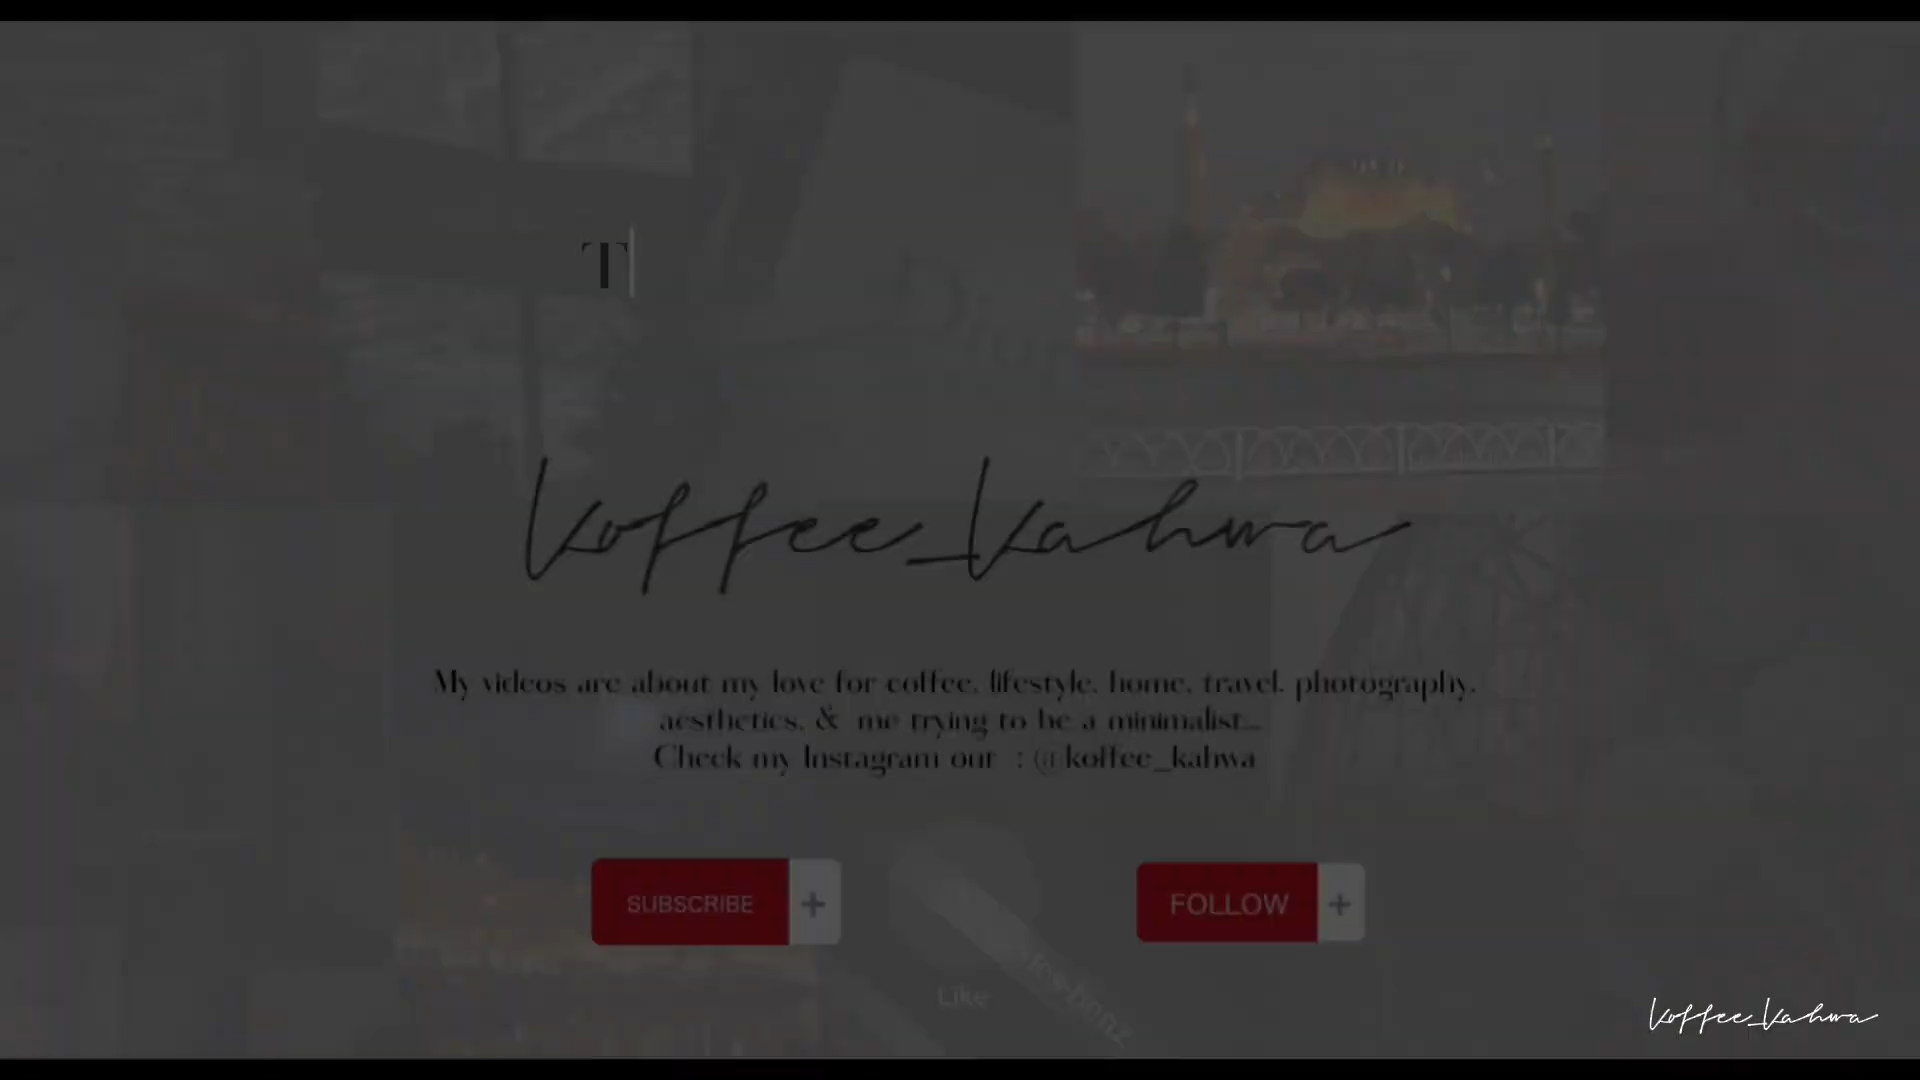 T
Koffee_Kahwa
My videos are about my love for coffee, lifestyle, home, travel, photography,
aesthetics, & me trying to be a minimalist...
Check my Instagram out : @koffee_kahwa
SUBSCRIBE +
FOLLOW +
Like
Koffee_Kahwa